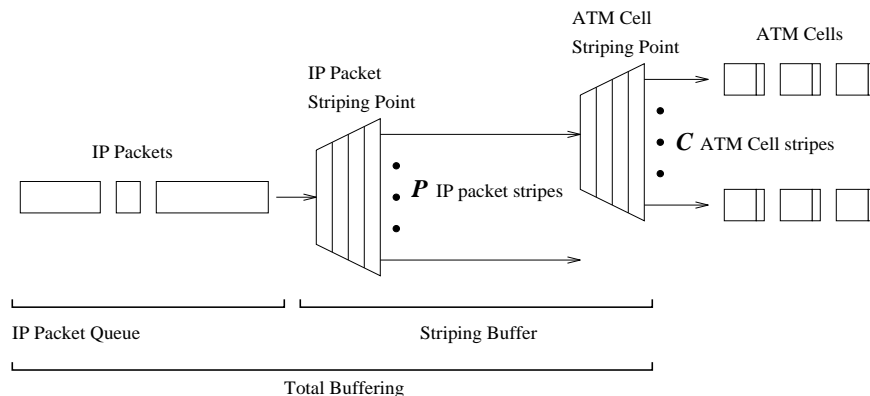 ATM Cell
Striping Point
ATM Cells
IP Packet
Striping Point
IP Packets
C ATM Cell stripes
P IP packet stripes
IP Packet Queue
Striping Buffer
Total Buffering